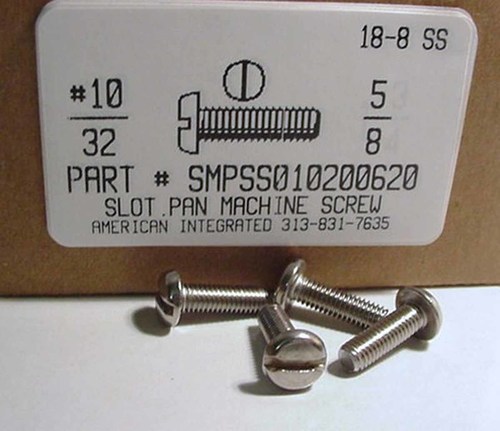 18-8 SS
#10 5
32 8
PART # SMPSS010200620
SLOT.PAN MACHINE SCREW
AMERICAN INTEGRATED 313-831-7635